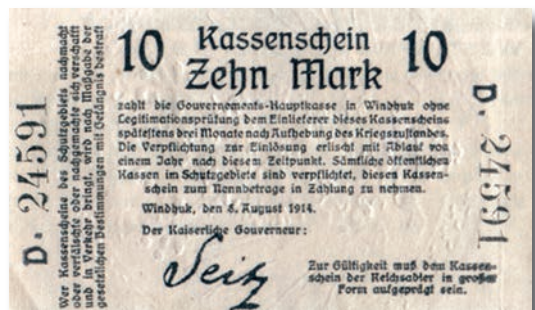 10 Kassenschein 10
Zehn Mark
zahlt die Gouvernements-Hauptkasse in Windhuk ohne
Legitimationsprüfung dem Einlieferer dieses Kassenscheins
spätestens drei Monate nach Aufhebung des Kriegszustandes.
Die Verpflichtung zur Einlösung erlischt mit Ablauf von
einem Jahr nach diesem Zeitpunkt. Sämtliche öffentlichen
Kassen im Schutzgebiete sind verpflichtet, diesen Kassen-
schein zum Nennbetrage in Zahlung zu nehmen.
Windhuk, den 8. August 1914.
Der Kaiserliche Gouverneur:
Seitz
Zur Gültigkeit muß dem Kassen-
schein der Reichsadler in großer
Form aufgeprägt sein.
D. 24591
Wer Kassenscheine des Schutzgebiets nachmacht
oder verfälscht oder nachgemachte sich verschafft
und in Verkehr bringt, wird nach Maßgabe der
gesetzlichen Bestimmungen mit Gefängnis bestraft
D. 24591